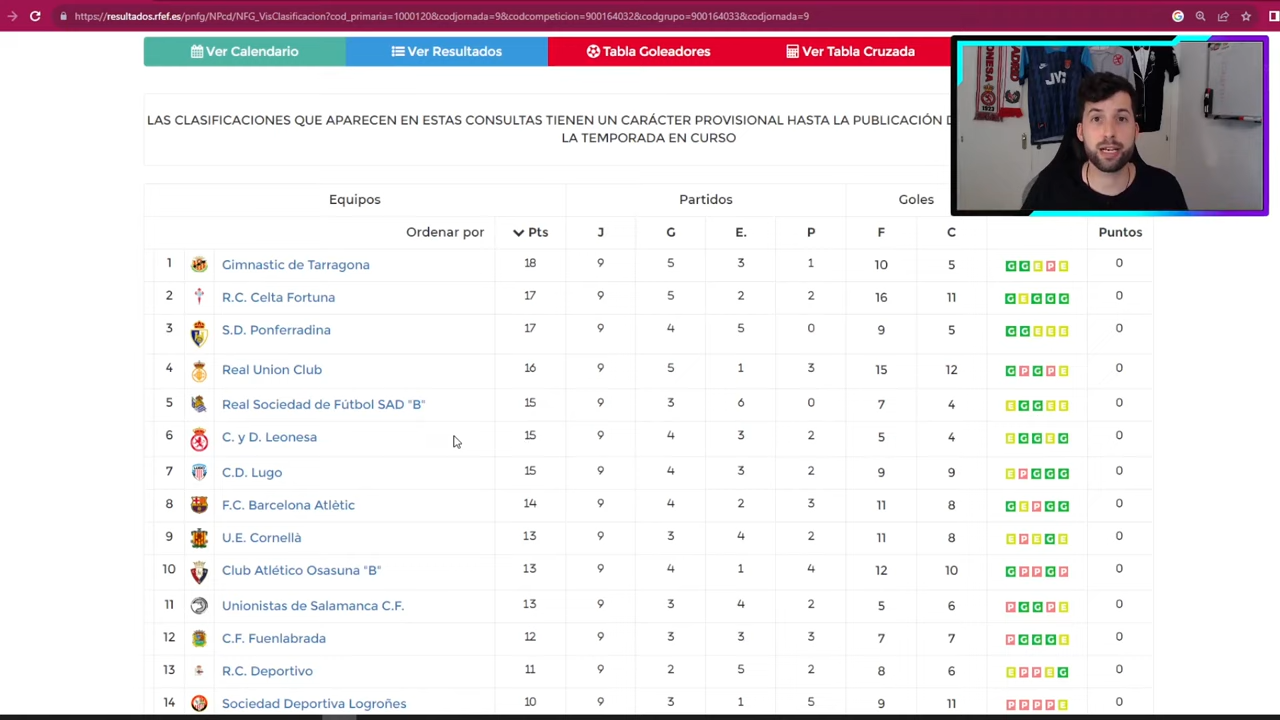 https://resultados.rfef.es/pnfg/NPcd/NFG_VisClasificacion?cod_primaria=1000120&codjornada=9&codcompeticion=900164032&codgrupo=900164033&codjornada=9
Ver Calendario Ver Resultados Tabla Goleadores Ver Tabla Cruzada
LAS CLASIFICACIONES QUE APARECEN EN ESTAS CONSULTAS TIENEN UN CARÁCTER PROVISIONAL HASTA LA PUBLICACIÓN
LA TEMPORADA EN CURSO
Equipos Partidos Goles
Ordenar por Pts J G E. P F C Puntos
1 Gimnastic de Tarragona 18 9 5 3 1 10 5 G G E P E 0
2 R.C. Celta Fortuna 17 9 5 2 2 16 11 G E G G G 0
3 S.D. Ponferradina 17 9 4 5 0 9 5 G G E E E 0
4 Real Union Club 16 9 5 1 3 15 12 G P G P E 0
5 Real Sociedad de Fútbol SAD "B" 15 9 3 6 0 7 4 E G G E E 0
6 C. y D. Leonesa 15 9 4 3 2 5 4 E G G E G 0
7 C.D. Lugo 15 9 4 3 2 9 9 E P G G G 0
8 F.C. Barcelona Atlètic 14 9 4 2 3 11 8 G E P G G 0
9 U.E. Cornellà 13 9 3 4 2 11 8 E P E G E 0
10 Club Atlético Osasuna "B" 13 9 4 1 4 12 10 G P P G P 0
11 Unionistas de Salamanca C.F. 13 9 3 4 2 5 6 P G G P E 0
12 C.F. Fuenlabrada 12 9 3 3 3 7 7 P G G G E 0
13 R.C. Deportivo 11 9 2 5 2 8 6 E P P E G 0
14 Sociedad Deportiva Logroñes 10 9 3 1 5 9 11 P P P P E 0